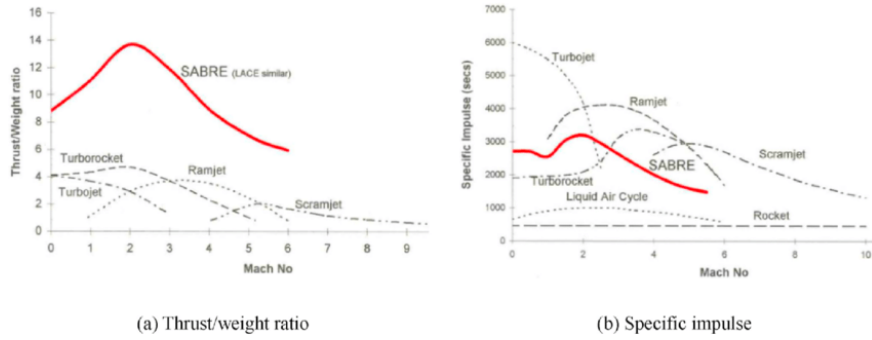 16
14
12
10
8
6
4
2
0
Thrust/Weight ratio
SABRE (LACE similar)
Turborocket
Turbojet
Ramjet
Scramjet
0 1 2 3 4 5 6 7 8 9
Mach No
(a) Thrust/weight ratio
7000
6000
5000
4000
3000
2000
1000
0
Specific Impulse (secs)
Turbojet
Ramjet
SABRE
Scramjet
Turborocket
Liquid Air Cycle
Rocket
0 2 4 6 8 10
Mach No
(b) Specific impulse